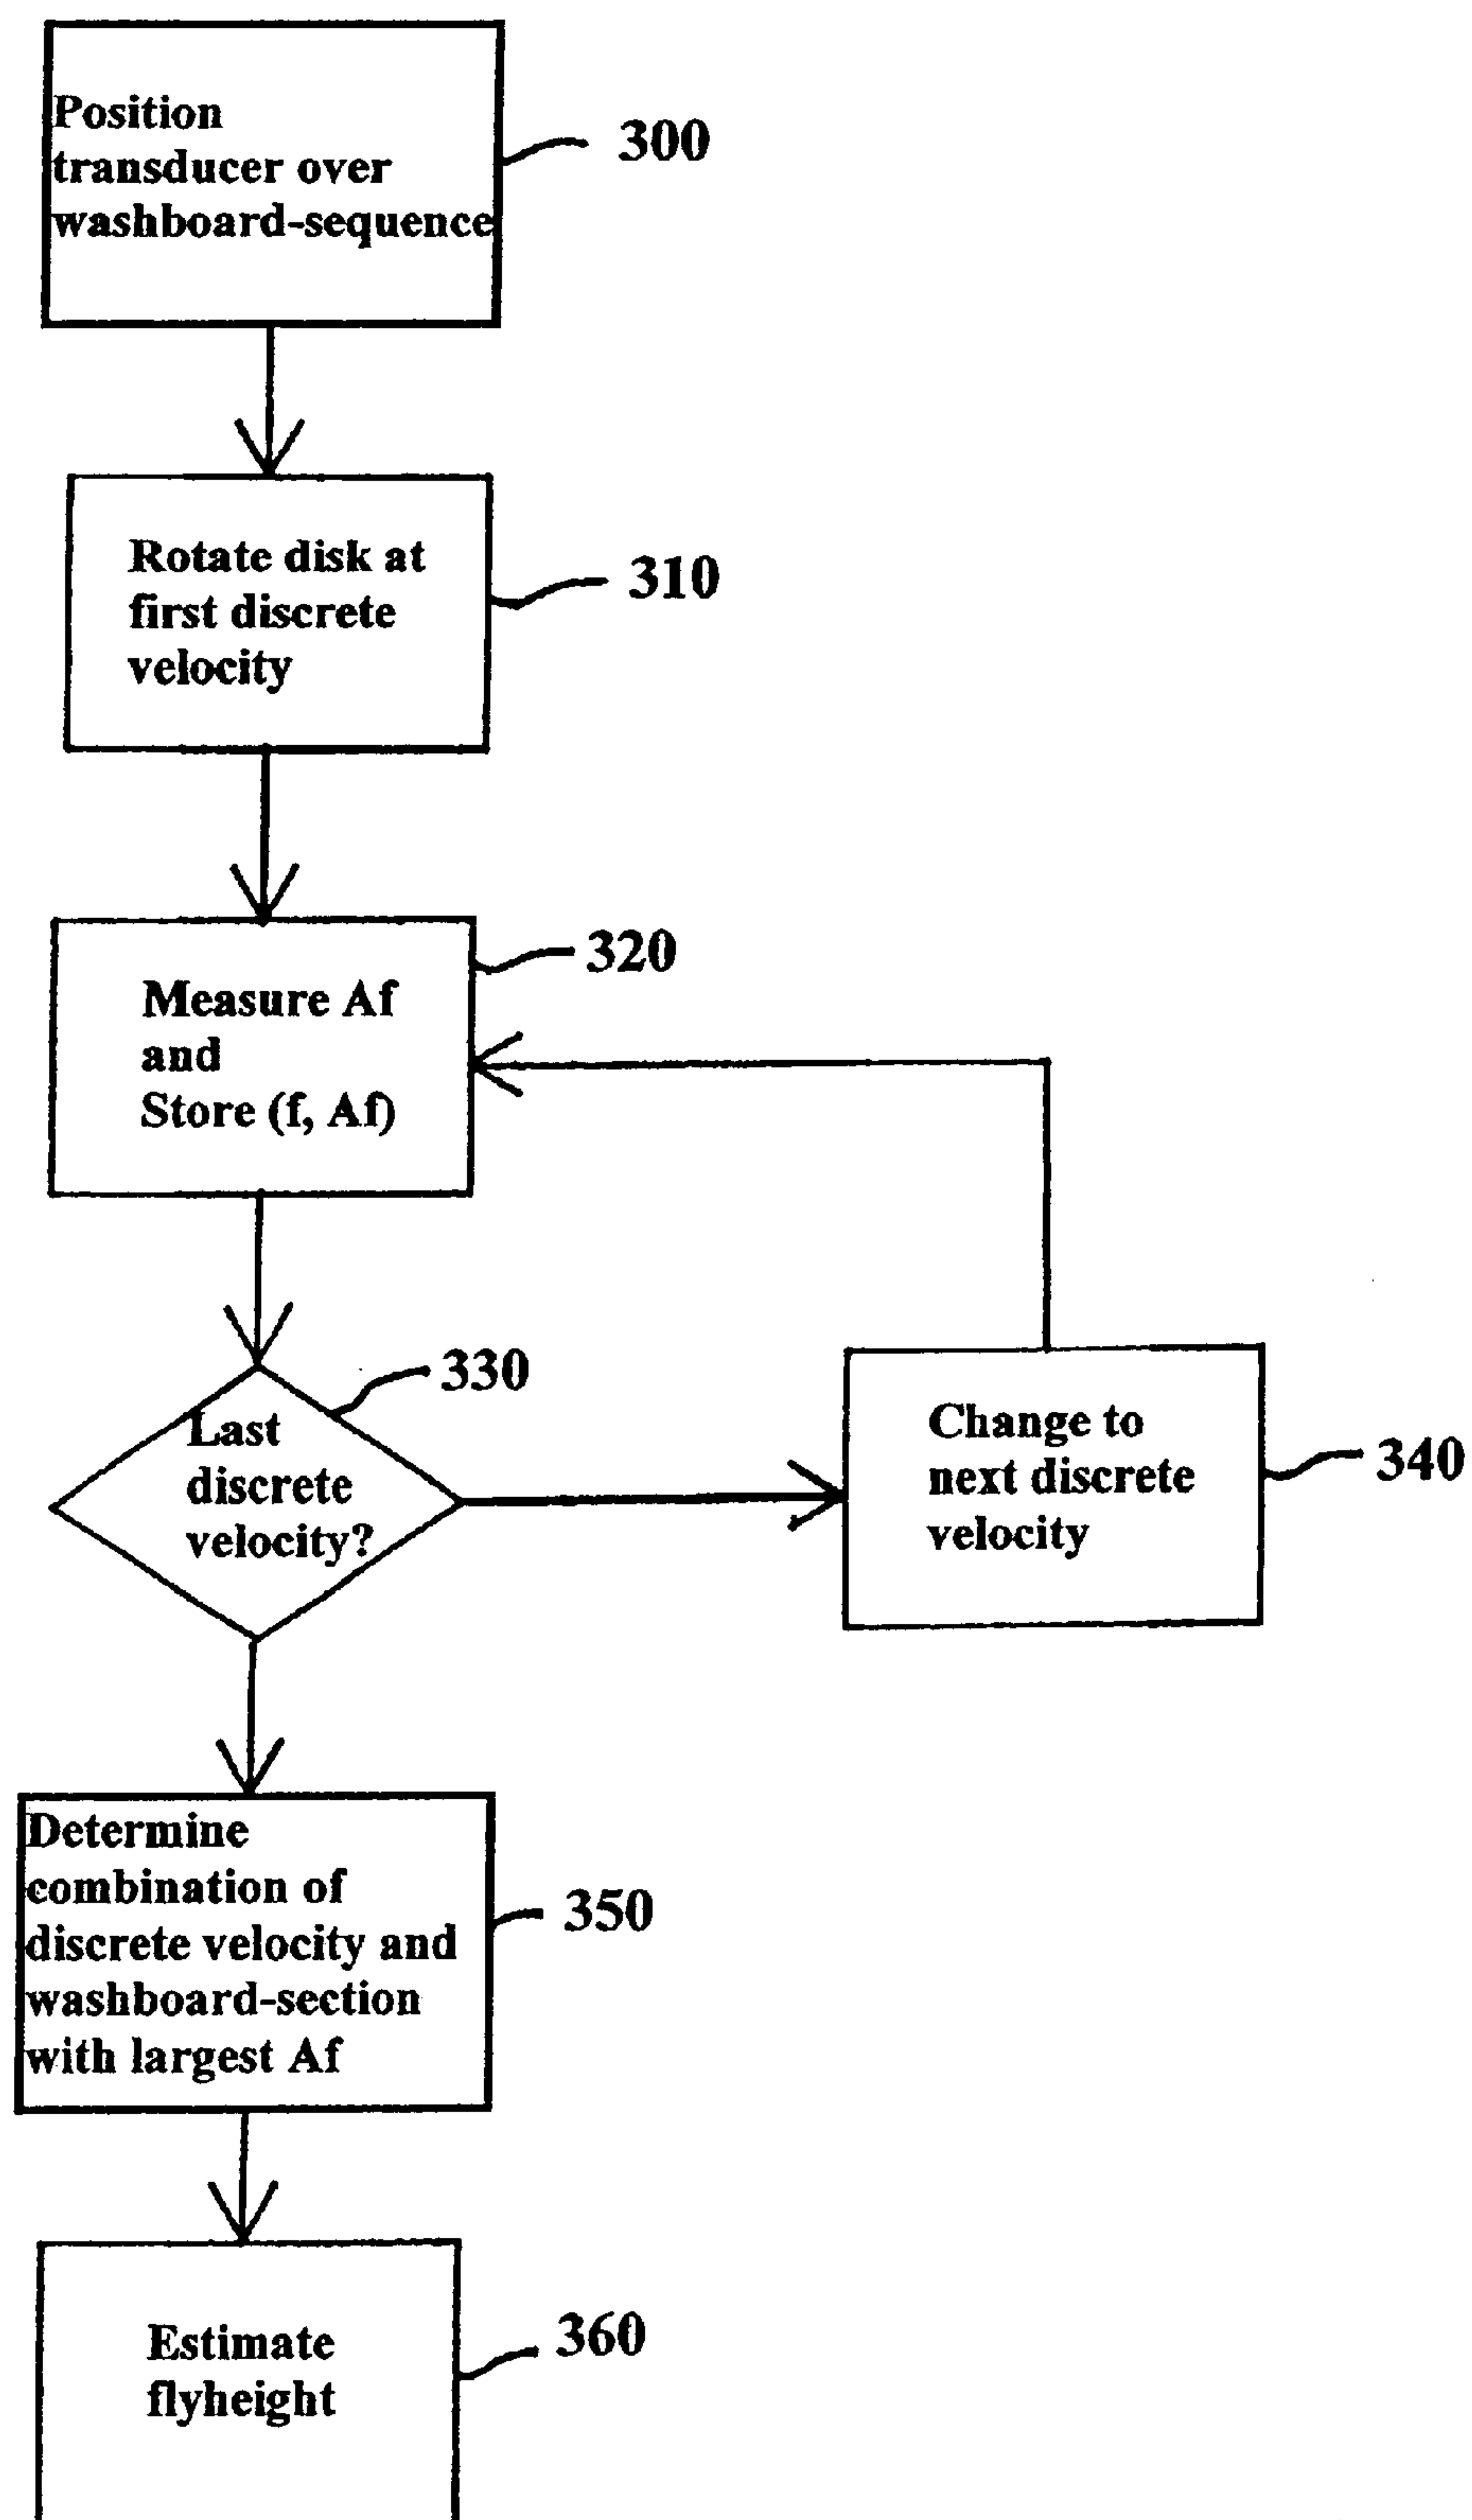 Position
transducer over
washboard-sequence
300
Rotate disk at
first discrete
velocity
310
Measure Af
and
Store (f, Af)
320
Last
discrete
velocity?
330
Change to
next discrete
velocity
340
Determine
combination of
discrete velocity and
washboard-section
with largest Af
350
Estimate
flyheight
360